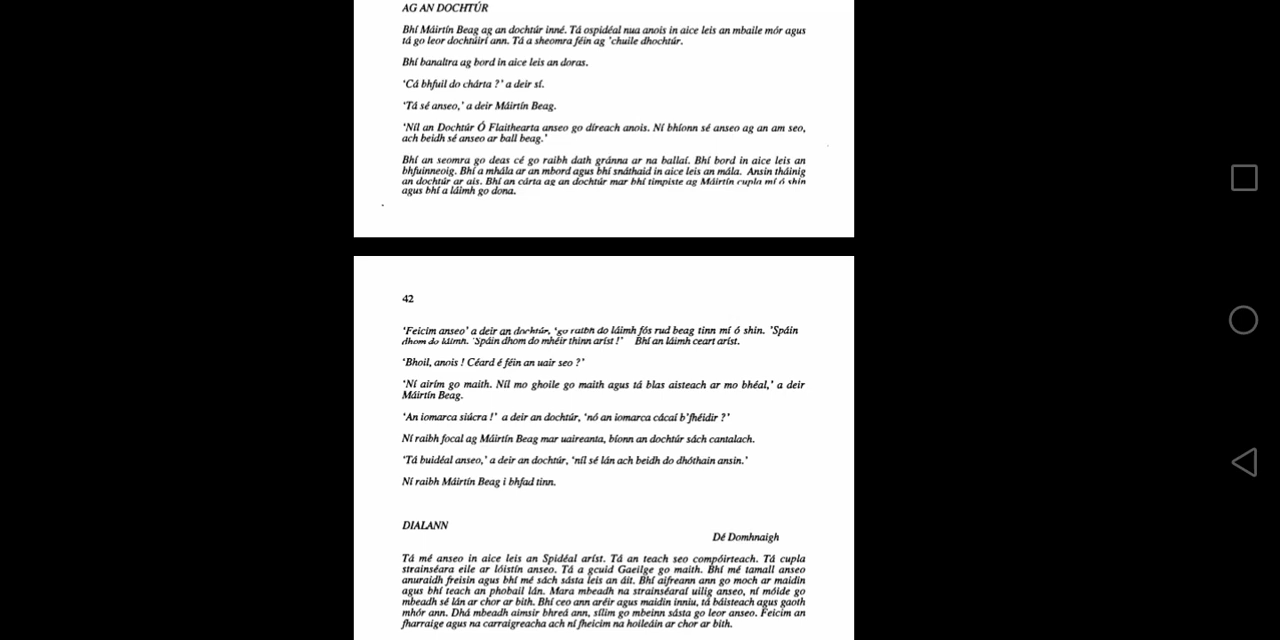 AG AN DOCHTÚR
Bhí Máirtín Beag ag an dochtúr inné. Tá ospidéal nua anois in aice leis an mbaile mór agus
tá go leor dochtúirí ann. Tá a sheomra féin ag 'chuile dhochtúr.
Bhí banaltra ag bord in aice leis an doras.
'Cá bhfuil do chárta ?' a deir sí.
'Tá sé anseo,' a deir Máirtín Beag.
'Níl an Dochtúr Ó Flaithearta anseo go díreach anois. Ní bhíonn sé anseo ag an am seo,
ach beidh sé anseo ar ball beag.'
Bhí an seomra go deas cé go raibh dath gránna ar na ballaí. Bhí bord in aice leis an
bhfuinneoig. Bhí a mhála ar an mbord agus bhí snáthaid in aice leis an mála. Ansin tháinig
an dochtúr ar ais. Bhí an cárta ag an dochtúr mar bhí timpiste ag Máirtín cupla mí ó shin
agus bhí a láimh go dona.
42
'Feicim anseo' a deir an dochtúr, 'go raibh do láimh fós rud beag tinn mí ó shin. 'Spáin
dhom do láimh. 'Spáin dhom do mhéir thinn aríst !' Bhí an láimh ceart aríst.
'Bhoil, anois ! Céard é féin an uair seo ?'
'Ní airím go maith. Níl mo ghoile go maith agus tá blas aisteach ar mo bhéal,' a deir
Máirtín Beag.
'An iomarca siúcra !' a deir an dochtúr, 'nó an iomarca cácaí b'fhéidir ?'
Ní raibh focal ag Máirtín Beag mar uaireanta, bíonn an dochtúr sách cantalach.
'Tá buidéal anseo,' a deir an dochtúr, 'níl sé lán ach beidh do dhóthain ansin.'
Ní raibh Máirtín Beag i bhfad tinn.
DIALANN
Dé Domhnaigh
Tá mé anseo in aice leis an Spidéal aríst. Tá an teach seo compóirteach. Tá cupla
strainséara eile ar lóistín anseo. Tá a gcuid Gaeilge go maith. Bhí mé tamall anseo
anuraidh freisin agus bhí mé sách sásta leis an áit. Bhí aifreann ann go moch ar maidin
agus bhí teach an phobail lán. Mara mbeadh na strainséaraí uilig anseo, ní móide go
mbeadh sé lán ar chor ar bith. Bhí ceo ann aréir agus maidin inniu, tá báisteach agus gaoth
mhór ann. Dhá mbeadh aimsir bhreá ann, sílim go mbeinn sásta go leor anseo. Feicim an
fharraige agus na carraigreacha ach ní fheicim na hoileáin ar chor ar bith.